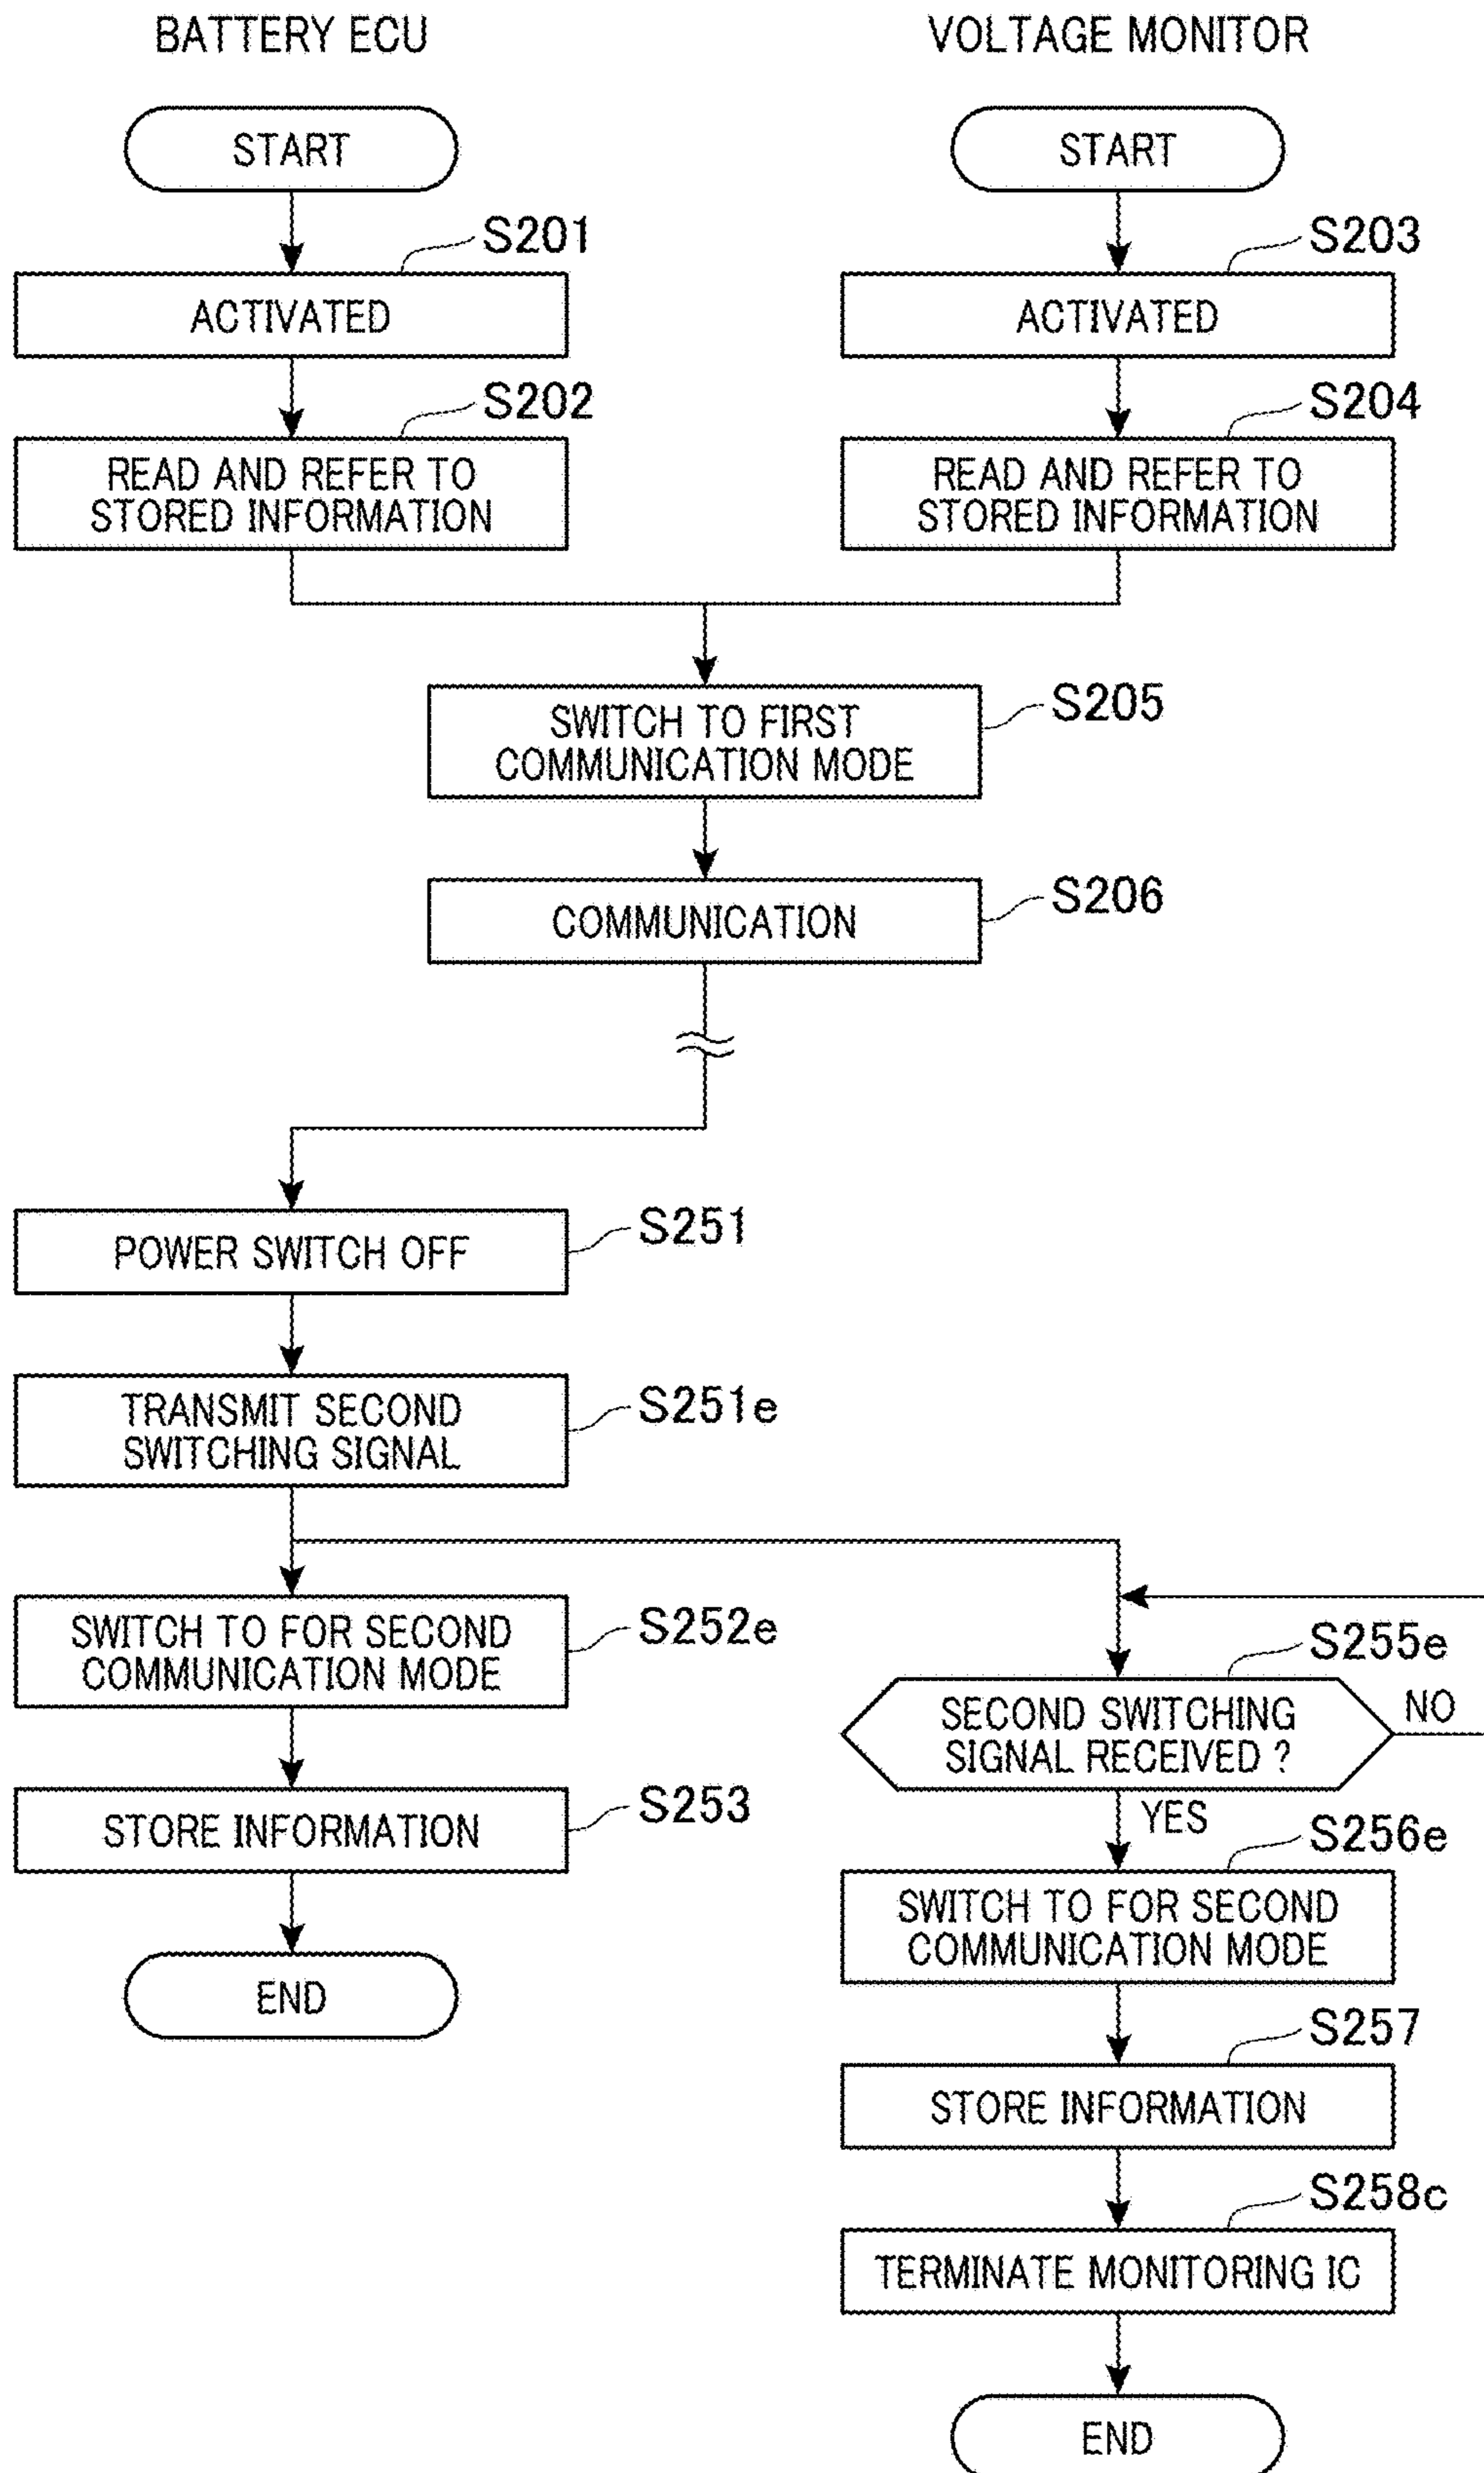 BATTERY ECU
VOLTAGE MONITOR
START
START
S201
S203
ACTIVATED
ACTIVATED
S202
S204
READ AND REFER TO
STORED INFORMATION
READ AND REFER TO
STORED INFORMATION
SWITCH TO FIRST
COMMUNICATION MODE
S205
COMMUNICATION
S206
POWER SWITCH OFF
S251
TRANSMIT SECOND
SWITCHING SIGNAL
S251e
SWITCH TO FOR SECOND
COMMUNICATION MODE
S252e
S255e
SECOND SWITCHING
SIGNAL RECEIVED ?
NO
YES
STORE INFORMATION
S253
S256e
SWITCH TO FOR SECOND
COMMUNICATION MODE
END
S257
STORE INFORMATION
S258c
TERMINATE MONITORING IC
END